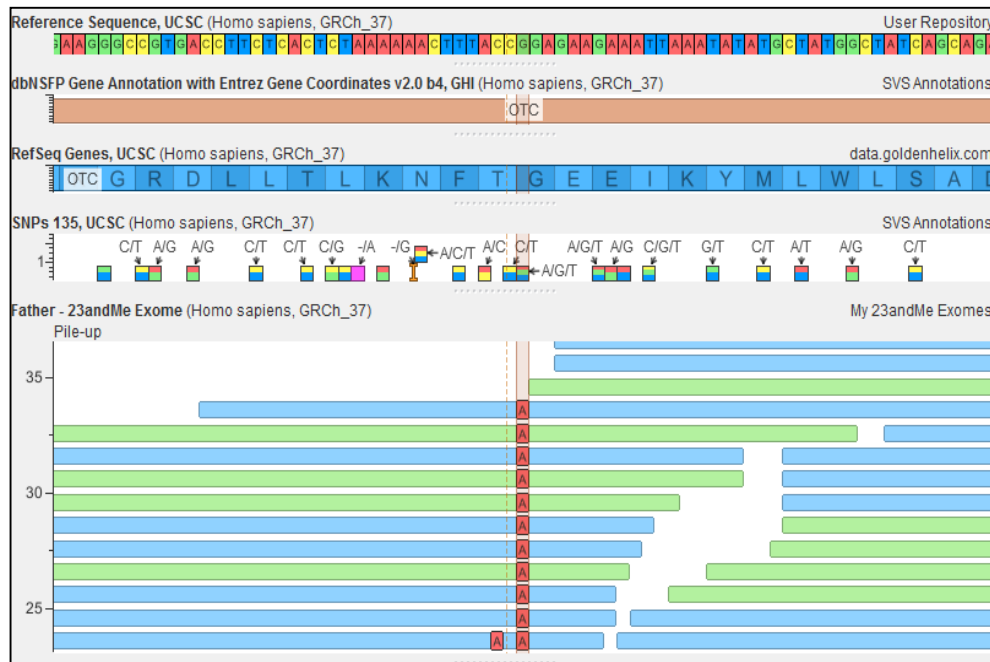 Reference Sequence, UCSC (Homo sapiens, GRCh_37) User Repository
GAAGGGCCGTGACCTTCTCACTCTAAAAAACTTTACCGGAGAAGAAATTAAATATATGCTATGGCTATCAGCAGA
dbNSFP Gene Annotation with Entrez Gene Coordinates v2.0 b4, GHI (Homo sapiens, GRCh_37) SVS Annotations
OTC
RefSeq Genes, UCSC (Homo sapiens, GRCh_37) data.goldenhelix.com
OTC G R D L L T L K N F T G E E I K Y M L W L S A D
SNPs 135, UCSC (Homo sapiens, GRCh_37) SVS Annotations
C/T A/G A/G C/T C/T C/G -/A -/G A/C/T A/C C/T A/G/T A/G C/G/T G/T C/T A/T A/G C/T
1
A/G/T
Father - 23andMe Exome (Homo sapiens, GRCh_37) My 23andMe Exomes
Pile-up
35
A
A
A
A
30
A
A
A
A
A
25
A
A A